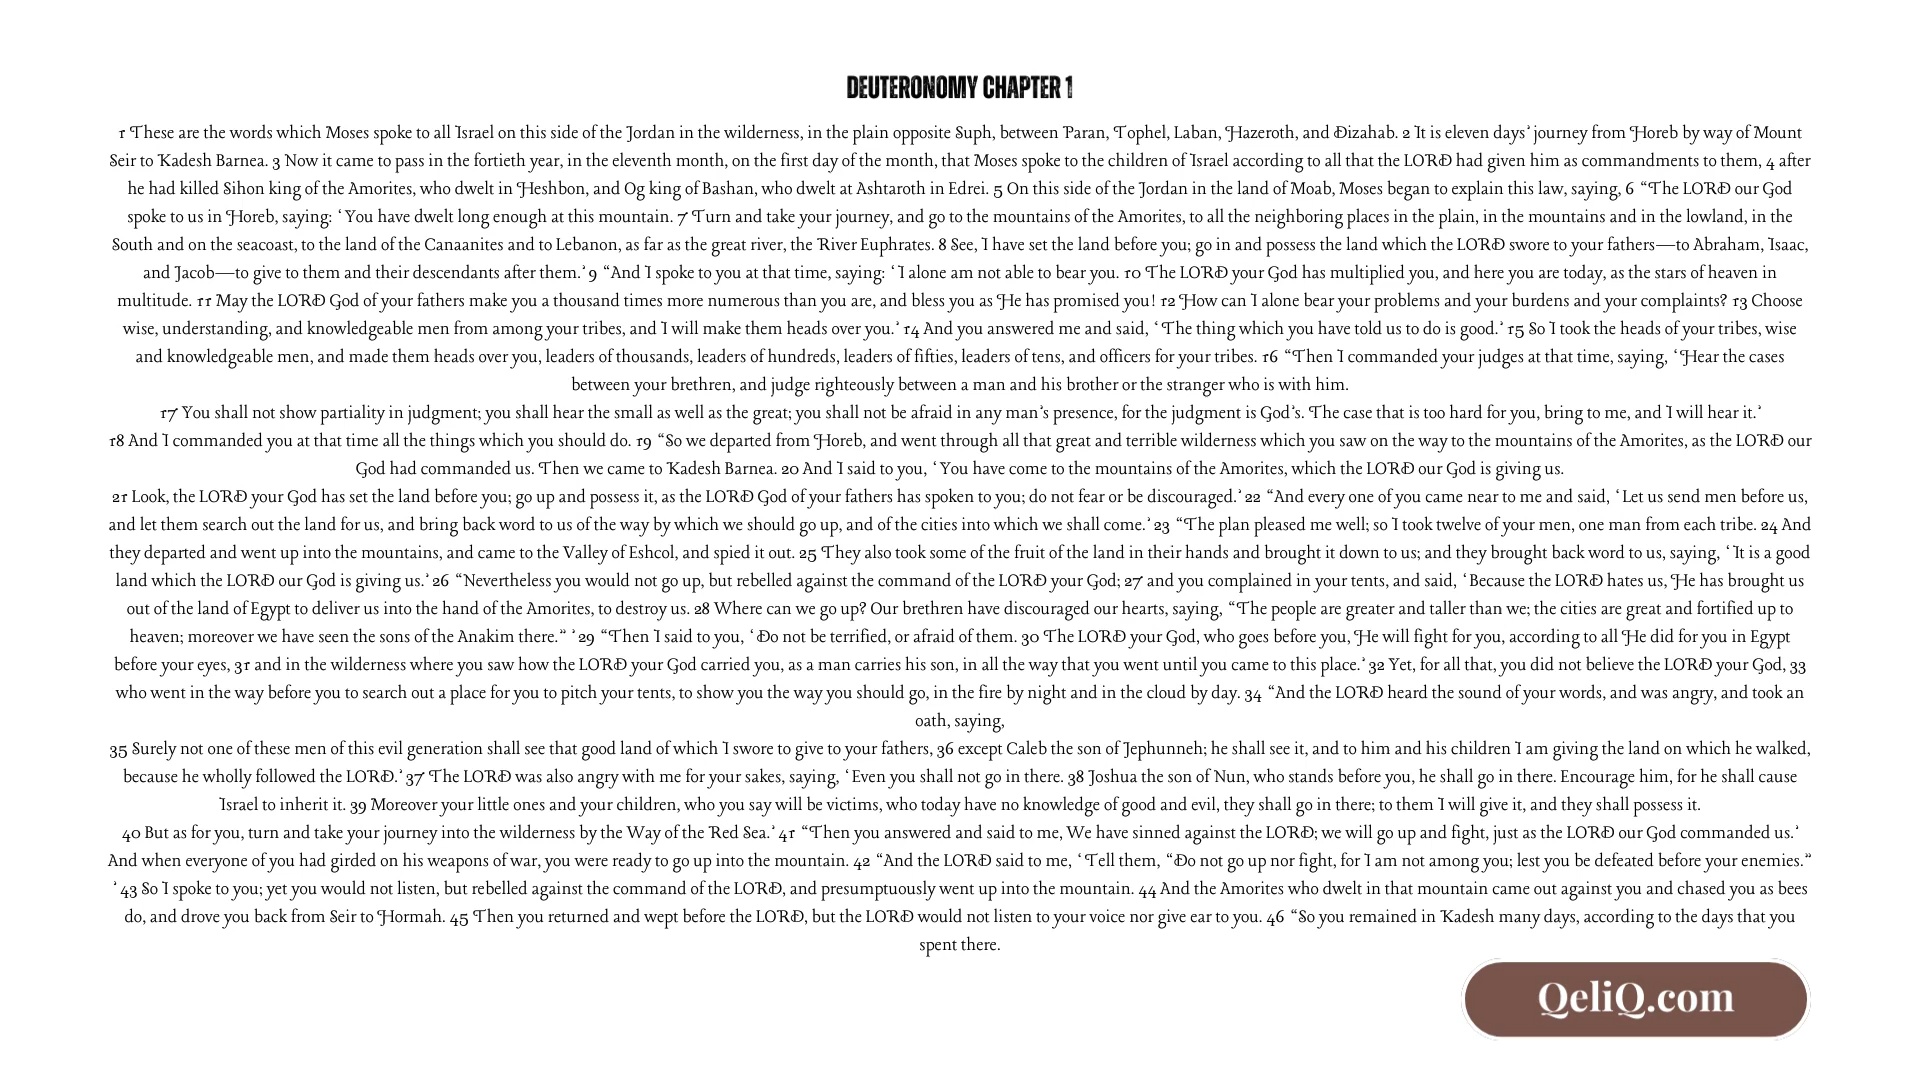 DEUTERONOMY CHAPTER 1
1 These are the words which Moses spoke to all Israel on this side of the Jordan in the wilderness, in the plain opposite Suph, between Paran, Tophel, Laban, Hazeroth, and Dizahab. 2 It is eleven days’ journey from Horeb by way of Mount
Seir to Kadesh Barnea. 3 Now it came to pass in the fortieth year, in the eleventh month, on the first day of the month, that Moses spoke to the children of Israel according to all that the LORD had given him as commandments to them, 4 after
he had killed Sihon king of the Amorites, who dwelt in Heshbon, and Og king of Bashan, who dwelt at Ashtaroth in Edrei. 5 On this side of the Jordan in the land of Moab, Moses began to explain this law, saying, 6 “The LORD our God
spoke to us in Horeb, saying: ‘You have dwelt long enough at this mountain. 7 Turn and take your journey, and go to the mountains of the Amorites, to all the neighboring places in the plain, in the mountains and in the lowland, in the
South and on the seacoast, to the land of the Canaanites and to Lebanon, as far as the great river, the River Euphrates. 8 See, I have set the land before you; go in and possess the land which the LORD swore to your fathers—to Abraham, Isaac,
and Jacob—to give to them and their descendants after them.’ 9 “And I spoke to you at that time, saying: ‘I alone am not able to bear you. 10 The LORD your God has multiplied you, and here you are today, as the stars of heaven in
multitude. 11 May the LORD God of your fathers make you a thousand times more numerous than you are, and bless you as He has promised you! 12 How can I alone bear your problems and your burdens and your complaints? 13 Choose
wise, understanding, and knowledgeable men from among your tribes, and I will make them heads over you.’ 14 And you answered me and said, ‘The thing which you have told us to do is good.’ 15 So I took the heads of your tribes, wise
and knowledgeable men, and made them heads over you, leaders of thousands, leaders of hundreds, leaders of fifties, leaders of tens, and officers for your tribes. 16 “Then I commanded your judges at that time, saying, ‘Hear the cases
between your brethren, and judge righteously between a man and his brother or the stranger who is with him.
17 You shall not show partiality in judgment; you shall hear the small as well as the great; you shall not be afraid in any man’s presence, for the judgment is God’s. The case that is too hard for you, bring to me, and I will hear it.’
18 And I commanded you at that time all the things which you should do. 19 “So we departed from Horeb, and went through all that great and terrible wilderness which you saw on the way to the mountains of the Amorites, as the LORD our
God had commanded us. Then we came to Kadesh Barnea. 20 And I said to you, ‘You have come to the mountains of the Amorites, which the LORD our God is giving us.
21 Look, the LORD your God has set the land before you; go up and possess it, as the LORD God of your fathers has spoken to you; do not fear or be discouraged.’ 22 “And every one of you came near to me and said, ‘Let us send men before us,
and let them search out the land for us, and bring back word to us of the way by which we should go up, and of the cities into which we shall come.’ 23 “The plan pleased me well; so I took twelve of your men, one man from each tribe. 24 And
they departed and went up into the mountains, and came to the Valley of Eshcol, and spied it out. 25 They also took some of the fruit of the land in their hands and brought it down to us; and they brought back word to us, saying, ‘It is a good
land which the LORD our God is giving us.’ 26 “Nevertheless you would not go up, but rebelled against the command of the LORD your God; 27 and you complained in your tents, and said, ‘Because the LORD hates us, He has brought us
out of the land of Egypt to deliver us into the hand of the Amorites, to destroy us. 28 Where can we go up? Our brethren have discouraged our hearts, saying, “The people are greater and taller than we; the cities are great and fortified up to
heaven; moreover we have seen the sons of the Anakim there.” ’ 29 “Then I said to you, ‘Do not be terrified, or afraid of them. 30 The LORD your God, who goes before you, He will fight for you, according to all He did for you in Egypt
before your eyes, 31 and in the wilderness where you saw how the LORD your God carried you, as a man carries his son, in all the way that you went until you came to this place.’ 32 Yet, for all that, you did not believe the LORD your God, 33
who went in the way before you to search out a place for you to pitch your tents, to show you the way you should go, in the fire by night and in the cloud by day. 34 “And the LORD heard the sound of your words, and was angry, and took an
oath, saying,
35 Surely not one of these men of this evil generation shall see that good land of which I swore to give to your fathers, 36 except Caleb the son of Jephunneh; he shall see it, and to him and his children I am giving the land on which he walked,
because he wholly followed the LORD.’ 37 The LORD was also angry with me for your sakes, saying, ‘Even you shall not go in there. 38 Joshua the son of Nun, who stands before you, he shall go in there. Encourage him, for he shall cause
Israel to inherit it. 39 Moreover your little ones and your children, who you say will be victims, who today have no knowledge of good and evil, they shall go in there; to them I will give it, and they shall possess it.
40 But as for you, turn and take your journey into the wilderness by the Way of the Red Sea.’ 41 “Then you answered and said to me, We have sinned against the LORD; we will go up and fight, just as the LORD our God commanded us.’
And when everyone of you had girded on his weapons of war, you were ready to go up into the mountain. 42 “And the LORD said to me, ‘Tell them, “Do not go up nor fight, for I am not among you; lest you be defeated before your enemies.”
’ 43 So I spoke to you; yet you would not listen, but rebelled against the command of the LORD, and presumptuously went up into the mountain. 44 And the Amorites who dwelt in that mountain came out against you and chased you as bees
do, and drove you back from Seir to Hormah. 45 Then you returned and wept before the LORD, but the LORD would not listen to your voice nor give ear to you. 46 “So you remained in Kadesh many days, according to the days that you
spent there.
QeliQ.com